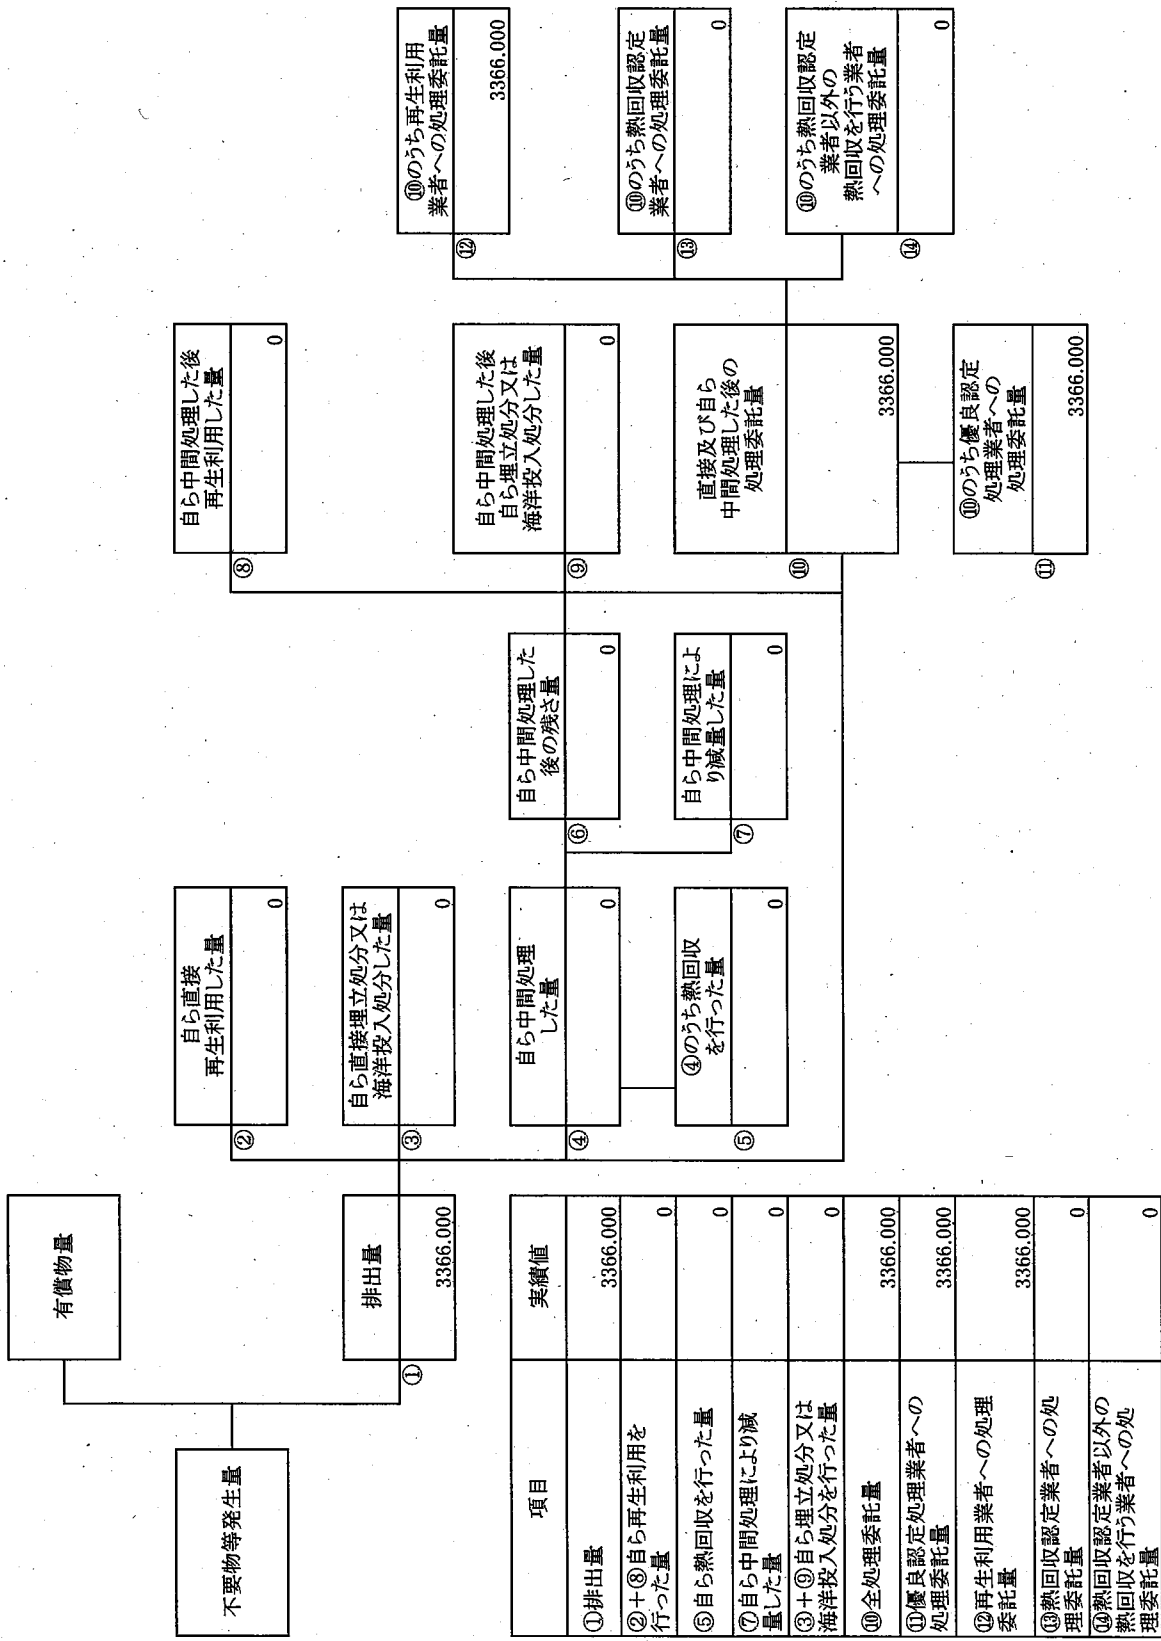 不要物等発生量
有償物量
排出量
①
3366.000
自ら直接
再生利用した量
②
0
自ら直接埋立処分又は
海洋投入処分した量
③
0
自ら中間処理
した量
④
0
④のうち熱回収
を行った量
⑤
0
自ら中間処理した
後の残さ量
⑥
0
自ら中間処理によ
り減量した量
⑦
0
自ら中間処理した後
再生利用した量
⑧
0
自ら中間処理した後
自ら埋立処分又は
海洋投入処分した量
⑨
0
直接及び自ら
中間処理した後の
処理委託量
⑩
3366.000
⑩のうち優良認定
処理業者への
処理委託量
⑪
3366.000
⑩のうち再生利用
業者への処理委託量
⑫
3366.000
⑩のうち熱回収認定
業者への処理委託量
⑬
0
⑩のうち熱回収認定
業者以外の
熱回収を行う業者
への処理委託量
⑭
0
項目 実績値
①排出量 3366.000
②+⑧自ら再生利用を
行った量 0
⑤自ら熱回収を行った量 0
⑦自ら中間処理により減
量した量 0
③+⑨自ら埋立処分又は
海洋投入処分を行った量 0
⑩全処理委託量 3366.000
⑪優良認定処理業者への
処理委託量 3366.000
⑫再生利用業者への処理
委託量 3366.000
⑬熱回収認定業者への処
理委託量 0
⑭熱回収認定業者以外の
熱回収を行う業者への処
理委託量 0